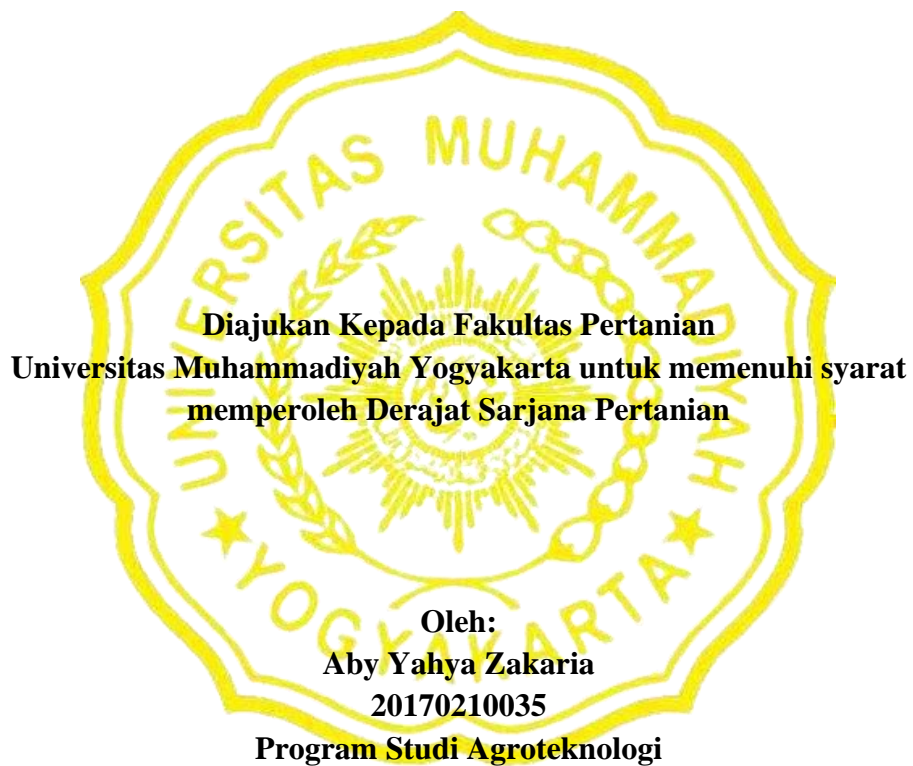 UNIVERSITAS MUHAMMADIYAH
★ YOGYAKARTA ★
Diajukan Kepada Fakultas Pertanian
Universitas Muhammadiyah Yogyakarta untuk memenuhi syarat
memperoleh Derajat Sarjana Pertanian
Oleh:
Aby Yahya Zakaria
20170210035
Program Studi Agroteknologi